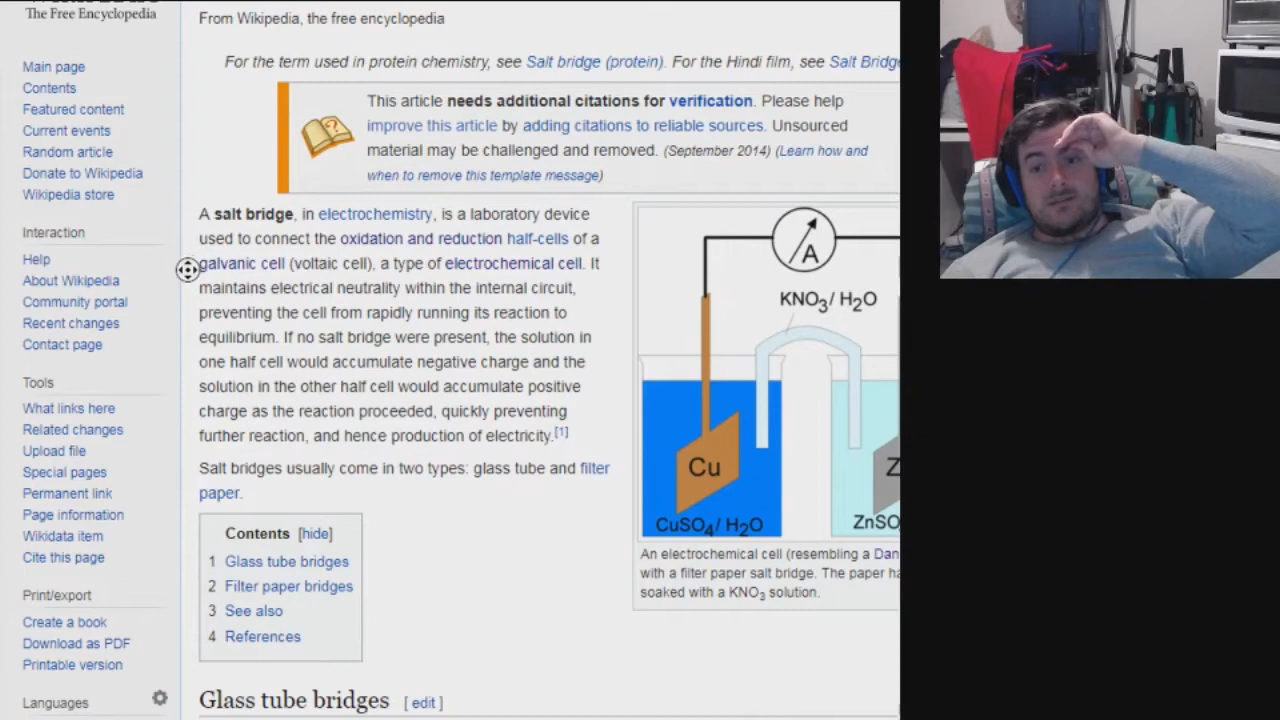 The Free Encyclopedia
Main page
Contents
Featured content
Current events
Random article
Donate to Wikipedia
Wikipedia store
Interaction
Help
About Wikipedia
Community portal
Recent changes
Contact page
Tools
What links here
Related changes
Upload file
Special pages
Permanent link
Page information
Wikidata item
Cite this page
Print/export
Create a book
Download as PDF
Printable version
Languages
From Wikipedia, the free encyclopedia
For the term used in protein chemistry, see Salt bridge (protein). For the Hindi film, see Salt Bridge
This article needs additional citations for verification. Please help
improve this article by adding citations to reliable sources. Unsourced
material may be challenged and removed. (September 2014) (Learn how and
when to remove this template message)
A salt bridge, in electrochemistry, is a laboratory device
used to connect the oxidation and reduction half-cells of a
galvanic cell (voltaic cell), a type of electrochemical cell. It
maintains electrical neutrality within the internal circuit,
preventing the cell from rapidly running its reaction to
equilibrium. If no salt bridge were present, the solution in
one half cell would accumulate negative charge and the
solution in the other half cell would accumulate positive
charge as the reaction proceeded, quickly preventing
further reaction, and hence production of electricity.[1]
Salt bridges usually come in two types: glass tube and filter
paper.
Contents [hide]
1 Glass tube bridges
2 Filter paper bridges
3 See also
4 References
Glass tube bridges [ edit ]
A
KNO3/ H2O
Cu
Z
CuSO4/ H2O
ZnSO
An electrochemical cell (resembling a Dan
with a filter paper salt bridge. The paper ha
soaked with a KNO3 solution.